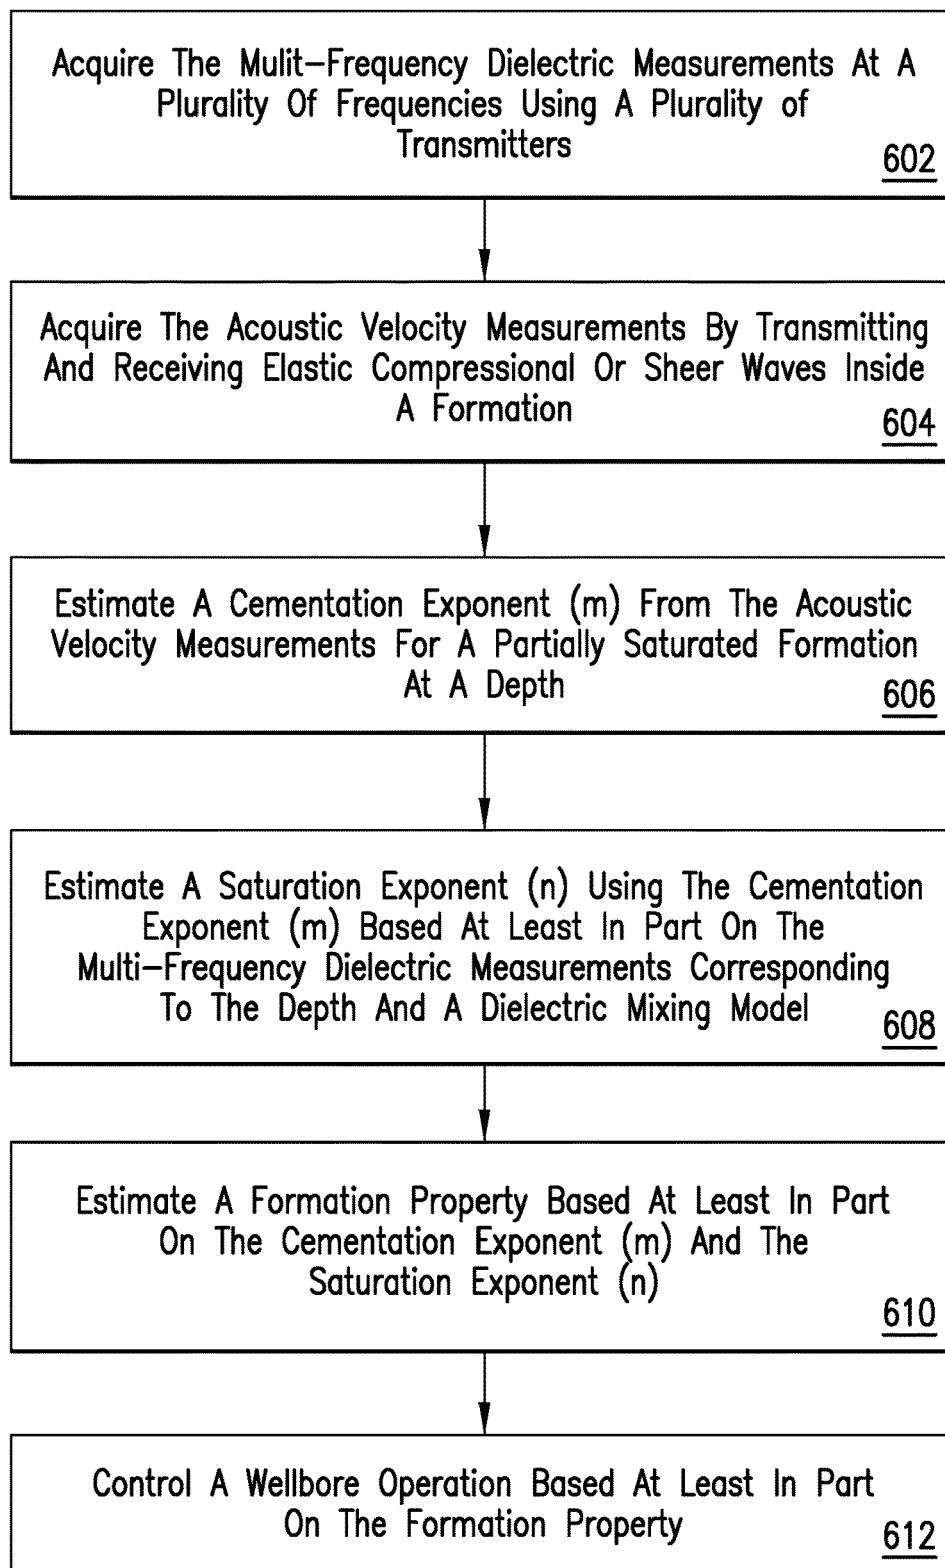 Acquire The Mulit-Frequency Dielectric Measurements At A
Plurality Of Frequencies Using A Plurality of
Transmitters
602
Acquire The Acoustic Velocity Measurements By Transmitting
And Receiving Elastic Compressional Or Sheer Waves Inside
A Formation
604
Estimate A Cementation Exponent (m) From The Acoustic
Velocity Measurements For A Partially Saturated Formation
At A Depth
606
Estimate A Saturation Exponent (n) Using The Cementation
Exponent (m) Based At Least In Part On The
Multi-Frequency Dielectric Measurements Corresponding
To The Depth And A Dielectric Mixing Model
608
Estimate A Formation Property Based At Least In Part
On The Cementation Exponent (m) And The
Saturation Exponent (n)
610
Control A Wellbore Operation Based At Least In Part
On The Formation Property
612